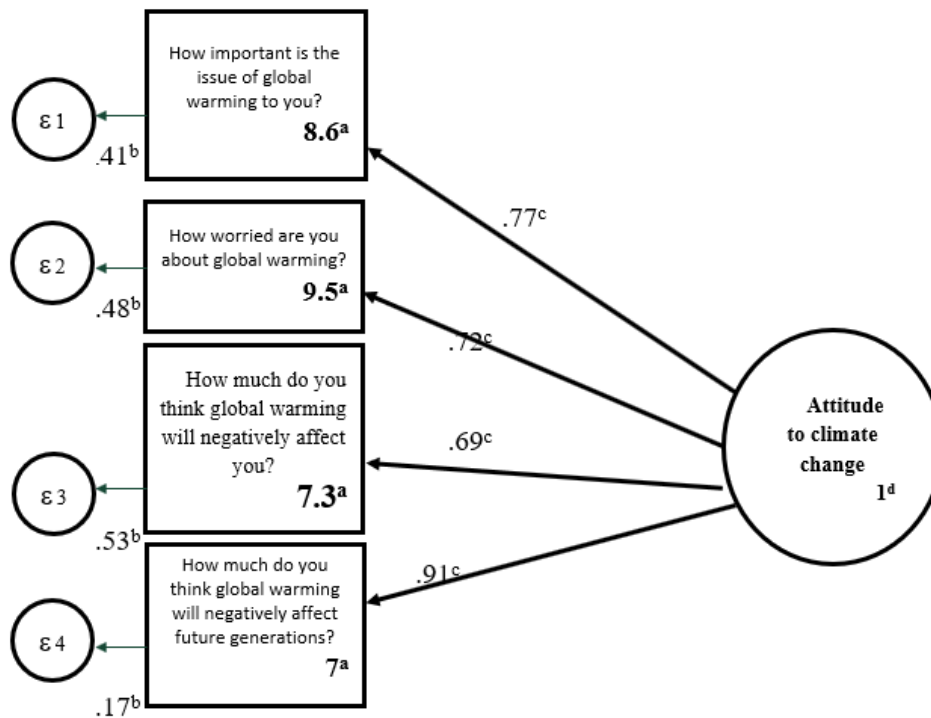 How important is the
issue of global
warming to you?
8.6ᵃ
ε1
.41ᵇ
.77ᶜ
How worried are you
about global warming?
9.5ᵃ
ε2
.48ᵇ
.72ᶜ
How much do you
think global warming
will negatively affect
you?
7.3ᵃ
ε3
.53ᵇ
.69ᶜ
How much do you
think global warming
will negatively affect
future generations?
7ᵃ
ε4
.17ᵇ
.91ᶜ
Attitude
to climate
change
1ᵈ